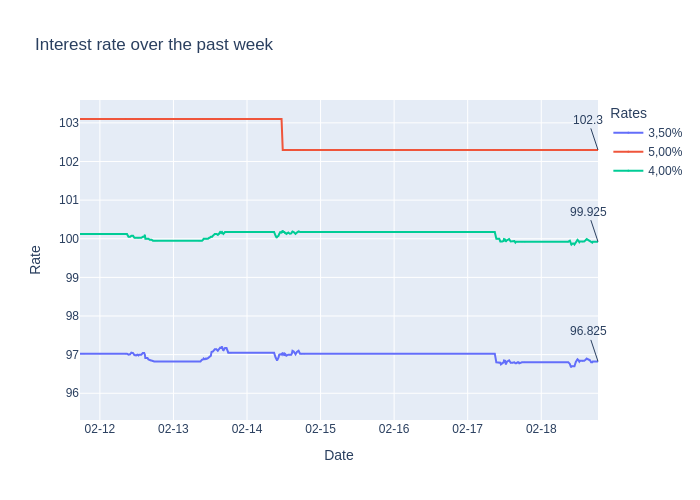 Interest rate over the past week
Rates
3,50%
5,00%
4,00%
102.3
99.925
96.825
103
102
101
100
99
98
97
96
Rate
02-12 02-13 02-14 02-15 02-16 02-17 02-18
Date